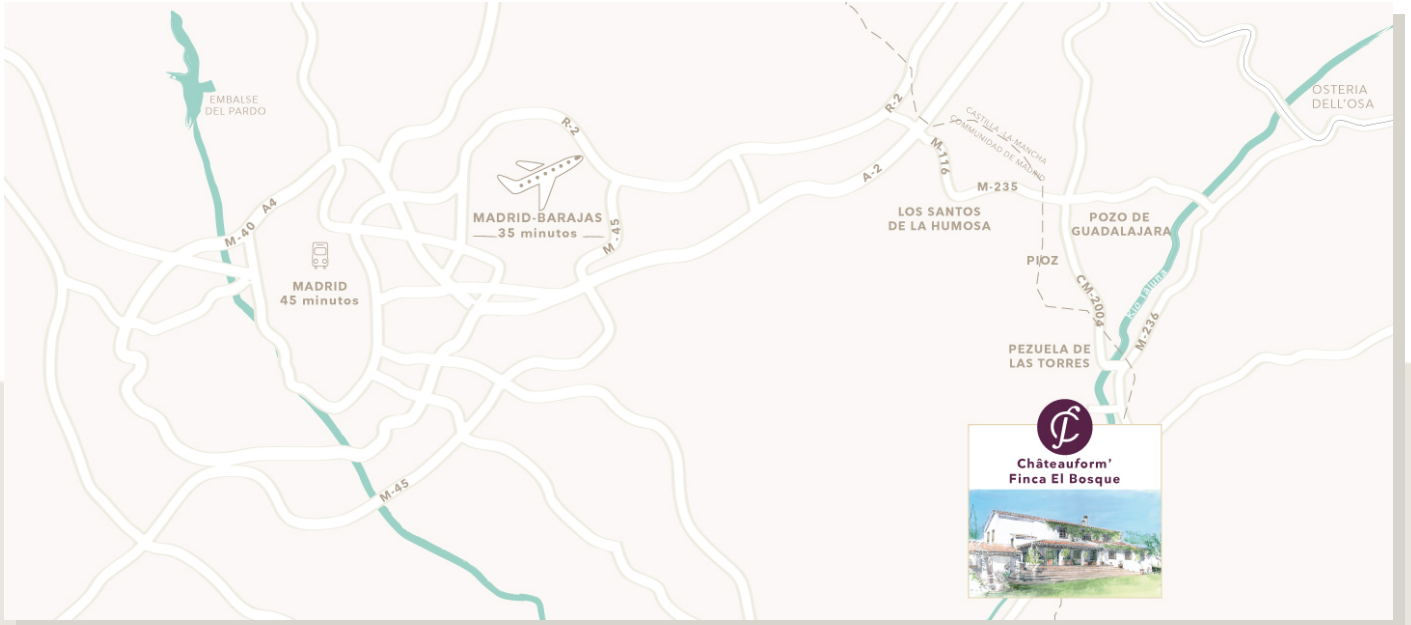 EMBALSE
DEL PARDO
OSTERIA
DELL'OSA
R-2
R-2
CASTILLA -LA-MANCHA
COMMUNIDAD DE MADRID
M-116
A-2
M-235
MADRID-BARAJAS
35 minutos
M-45
A4
M-40
LOS SANTOS
DE LA HUMOSA
POZO DE
GUADALAJARA
PIOZ
MADRID
45 minutos
CM-2004
Río Tajuna
M-236
PEZUELA DE
LAS TORRES
Châteauform'
Finca El Bosque
M-45